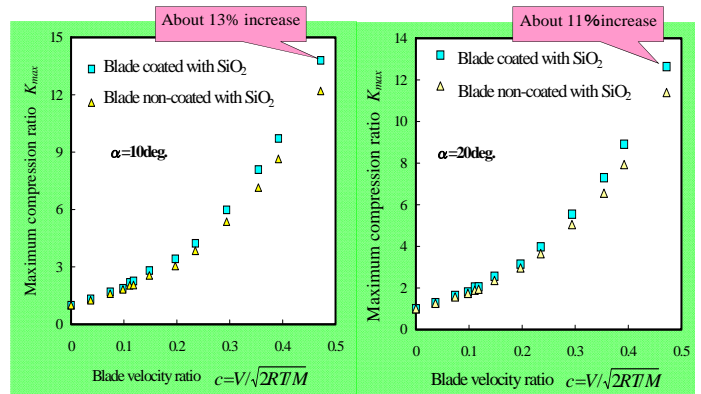 About 13% increase
15
12
9
6
3
0
Maximum compression ratio Kmax
Blade coated with SiO2
Blade non-coated with SiO2
α=10deg.
0 0.1 0.2 0.3 0.4 0.5
Blade velocity ratio c=V/√2RT/M
About 11%increase
14
12
10
8
6
4
2
0
Maximum compression ratio Kmax
Blade coated with SiO2
Blade non-coated with SiO2
α=20deg.
0 0.1 0.2 0.3 0.4 0.5
Blade velocity ratio c=V/√2RT/M